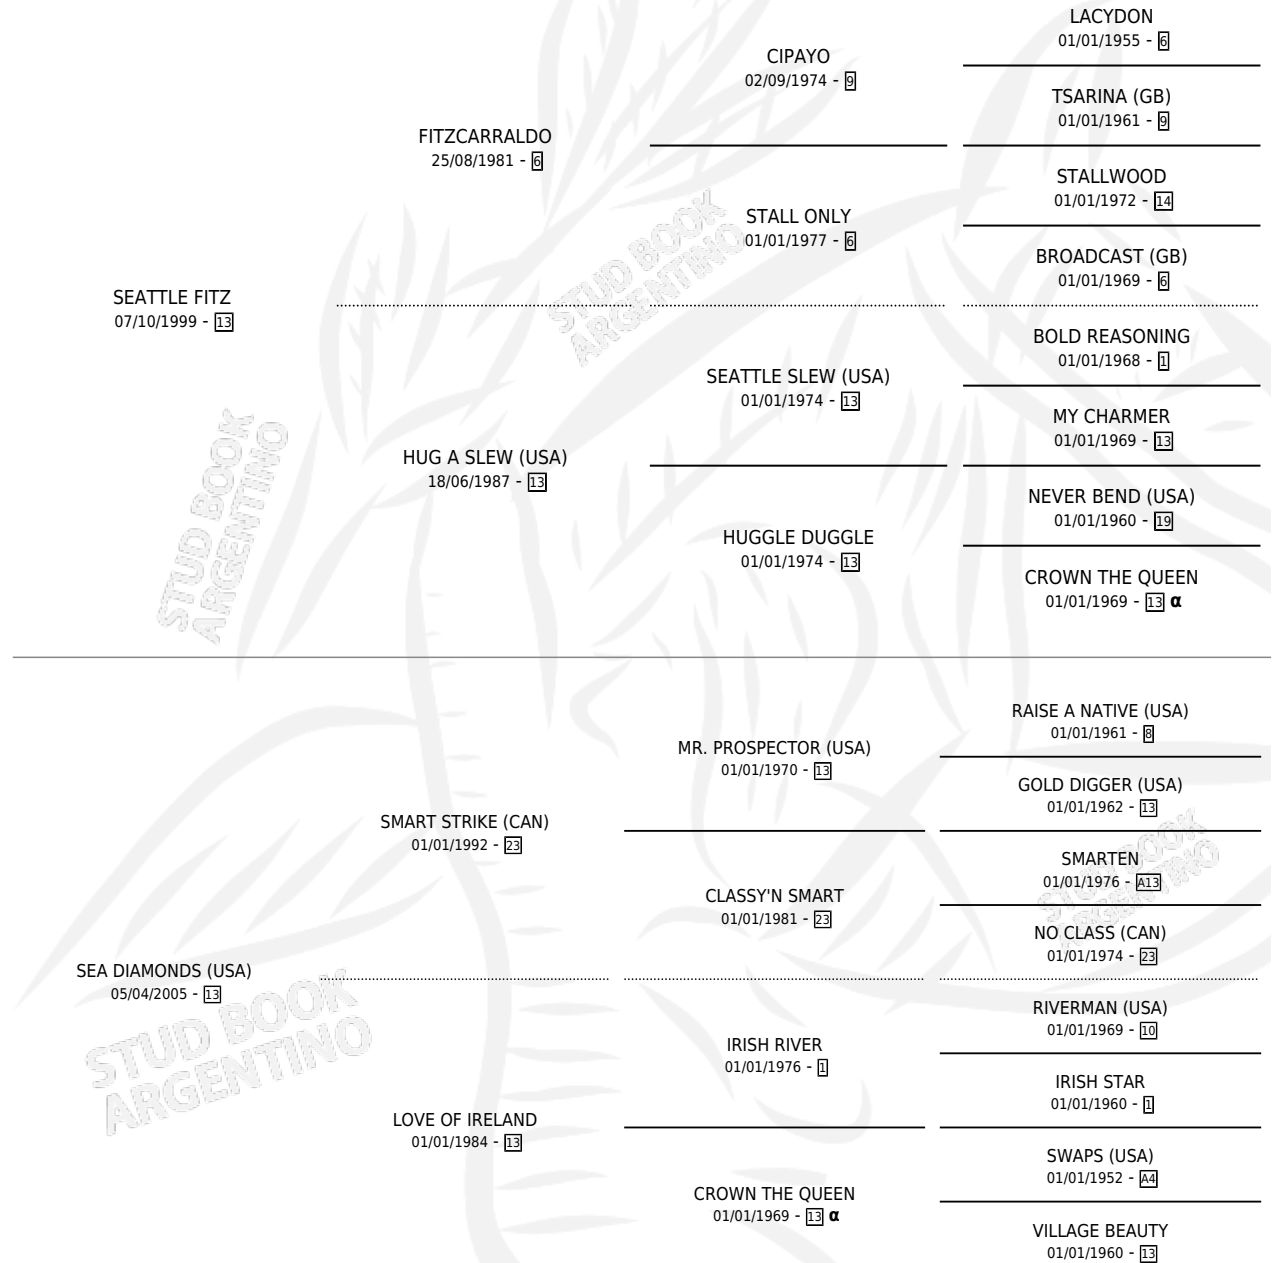 LACYDON
01/01/1955 - 6
CIPAYO
02/09/1974 - 9
TSARINA (GB)
01/01/1961 - 9
FITZCARRALDO
25/08/1981 - 6
STALLWOOD
01/01/1972 - 14
STALL ONLY
01/01/1977 - 6
BROADCAST (GB)
01/01/1969 - 6
SEATTLE FITZ
07/10/1999 - 13
BOLD REASONING
01/01/1968 - 1
SEATTLE SLEW (USA)
01/01/1974 - 13
MY CHARMER
01/01/1969 - 13
HUG A SLEW (USA)
18/06/1987 - 13
NEVER BEND (USA)
01/01/1960 - 19
HUGGLE DUGGLE
01/01/1974 - 13
CROWN THE QUEEN
01/01/1969 - 13 α
RAISE A NATIVE (USA)
01/01/1961 - 8
MR. PROSPECTOR (USA)
01/01/1970 - 13
GOLD DIGGER (USA)
01/01/1962 - 13
SMART STRIKE (CAN)
01/01/1992 - 23
SMARTEN
01/01/1976 - A13
CLASSY'N SMART
01/01/1981 - 23
NO CLASS (CAN)
01/01/1974 - 23
SEA DIAMONDS (USA)
05/04/2005 - 13
RIVERMAN (USA)
01/01/1969 - 10
IRISH RIVER
01/01/1976 - 1
IRISH STAR
01/01/1960 - 1
LOVE OF IRELAND
01/01/1984 - 13
SWAPS (USA)
01/01/1952 - A4
CROWN THE QUEEN
01/01/1969 - 13 α
VILLAGE BEAUTY
01/01/1960 - 13
STUD BOOK
ARGENTINO
STUD BOOK
ARGENTINO
STUD BOOK
ARGENTINO
STUD BOOK
ARGENTINO